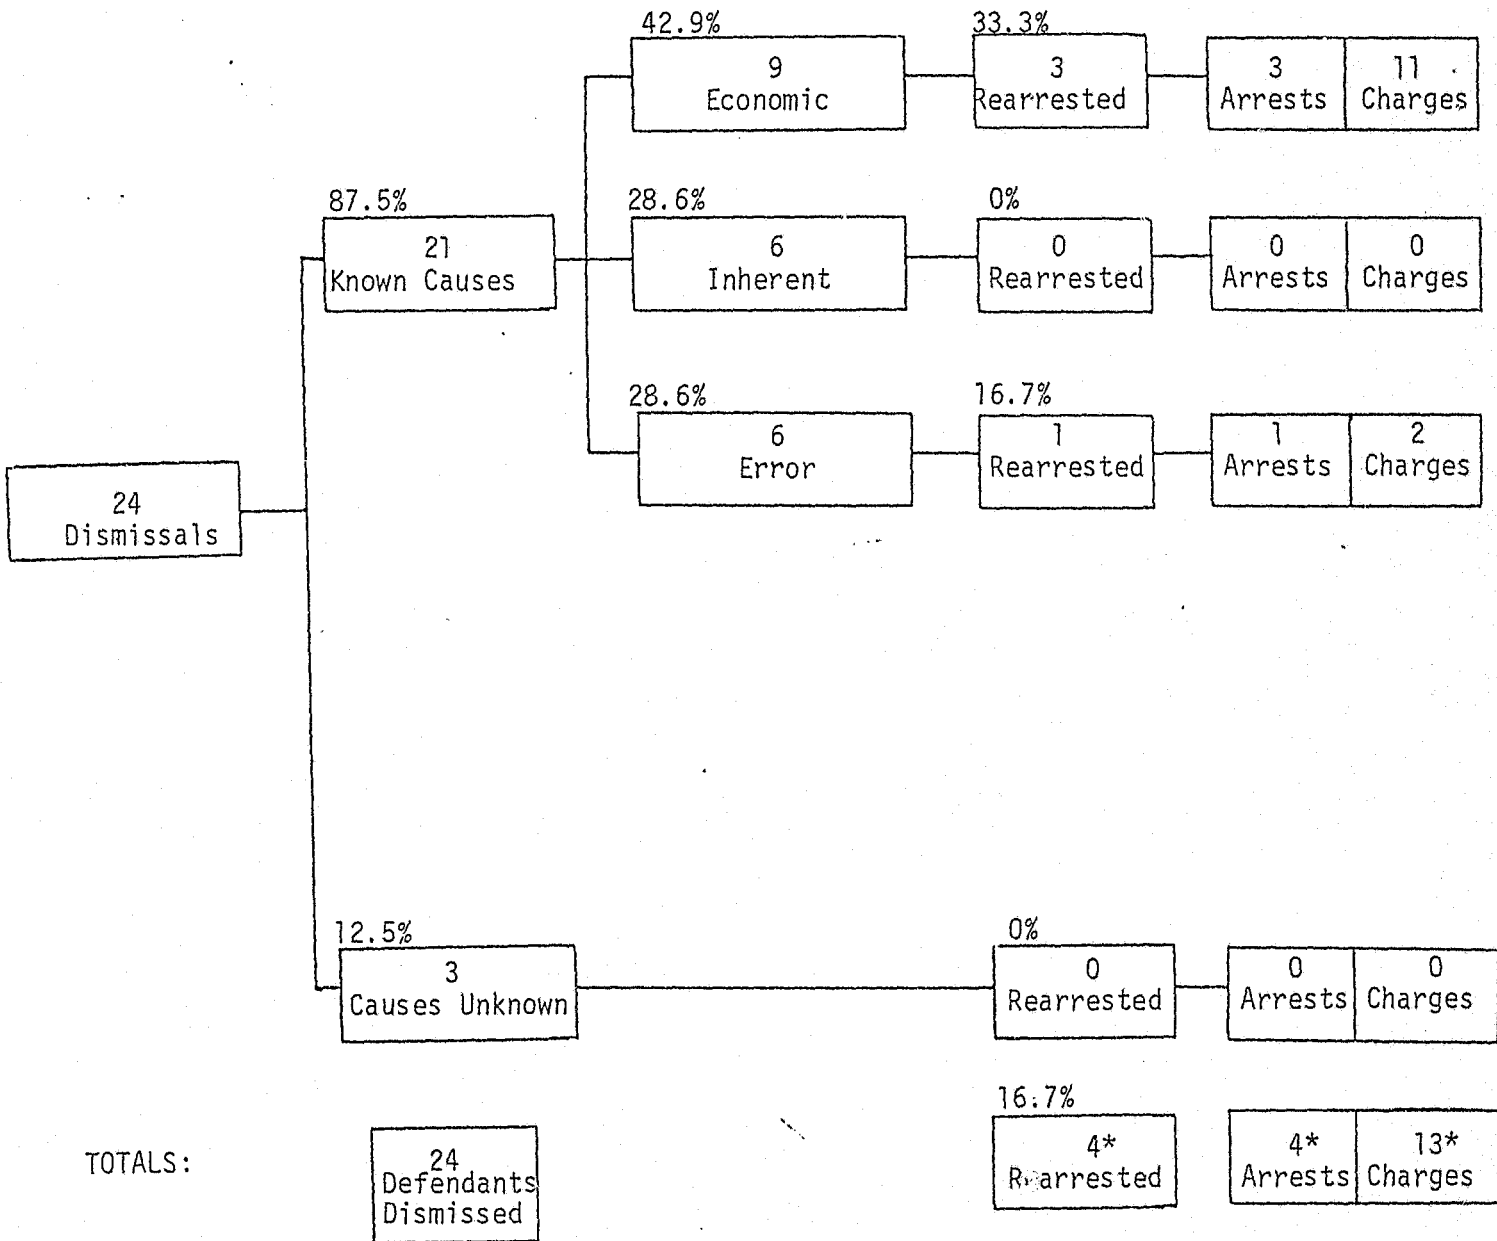 42.9%
33.3%
9
Economic
3
Rearrested
3
Arrests
11
Charges
87.5%
21
Known Causes
28.6%
0%
6
Inherent
0
Rearrested
0
Arrests
0
Charges
28.6%
16.7%
6
Error
1
Rearrested
1
Arrests
2
Charges
24
Dismissals
12.5%
3
Causes Unknown
0%
0
Rearrested
0
Arrests
0
Charges
TOTALS:
24
Defendants
Dismissed
16.7%
4*
Rearrested
4*
Arrests
13*
Charges